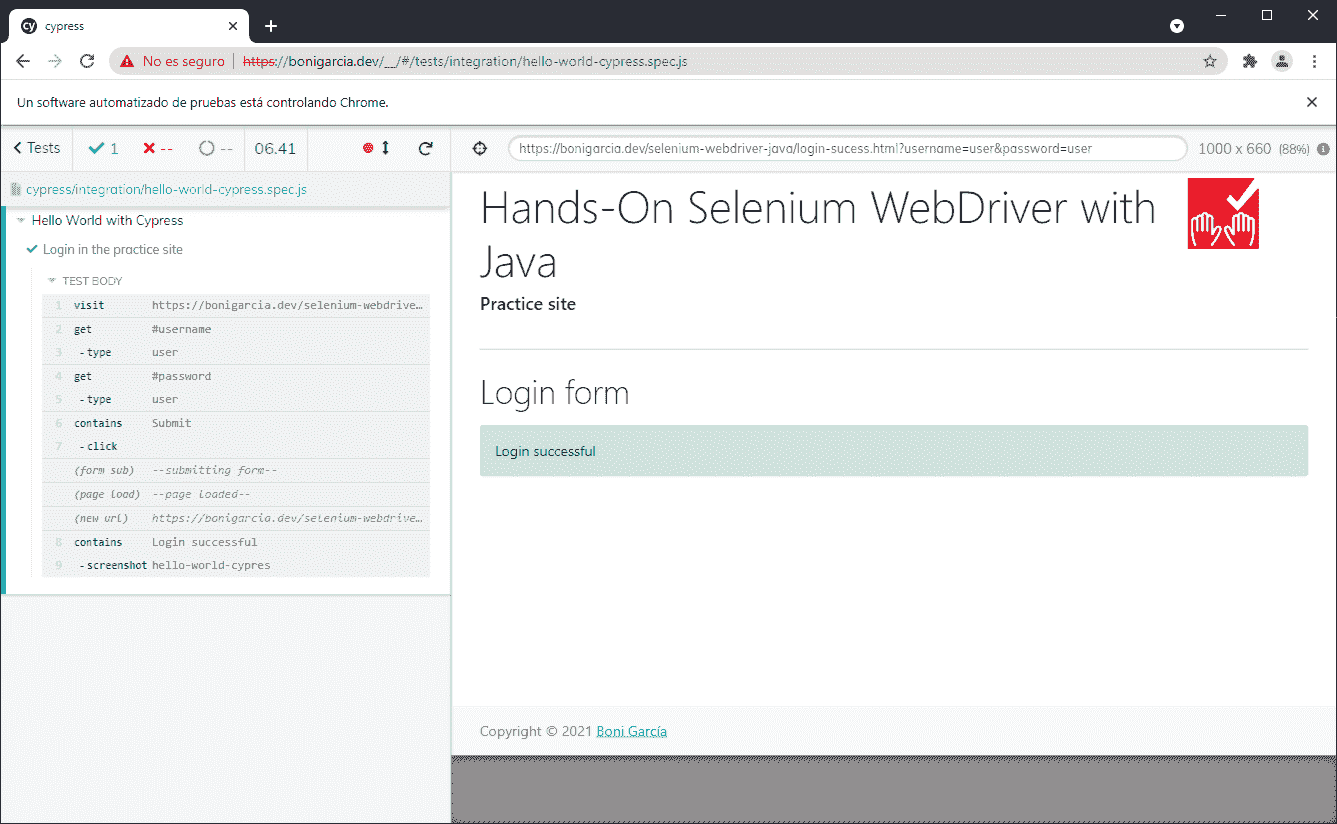 cy cypress
No es seguro | https://bonigarcia.dev/__/#/tests/integration/hello-world-cypress.spec.js
Un software automatizado de pruebas está controlando Chrome.
Tests 1 -- -- 06.41
https://bonigarcia.dev/selenium-webdriver-java/login-sucess.html?username=user&password=user 1000 x 660 (88%)
cypress/integration/hello-world-cypress.spec.js
Hello World with Cypress
Login in the practice site
TEST BODY
1 visit https://bonigarcia.dev/selenium-webdrive…
2 get #username
3 -type user
4 get #password
5 -type user
6 contains Submit
7 -click
(form sub) --submitting form--
(page load) --page loaded--
(new url) https://bonigarcia.dev/selenium-webdrive…
8 contains Login successful
9 -screenshot hello-world-cypres
Hands-On Selenium WebDriver with
Java
Practice site
Login form
Login successful
Copyright © 2021 Boni García